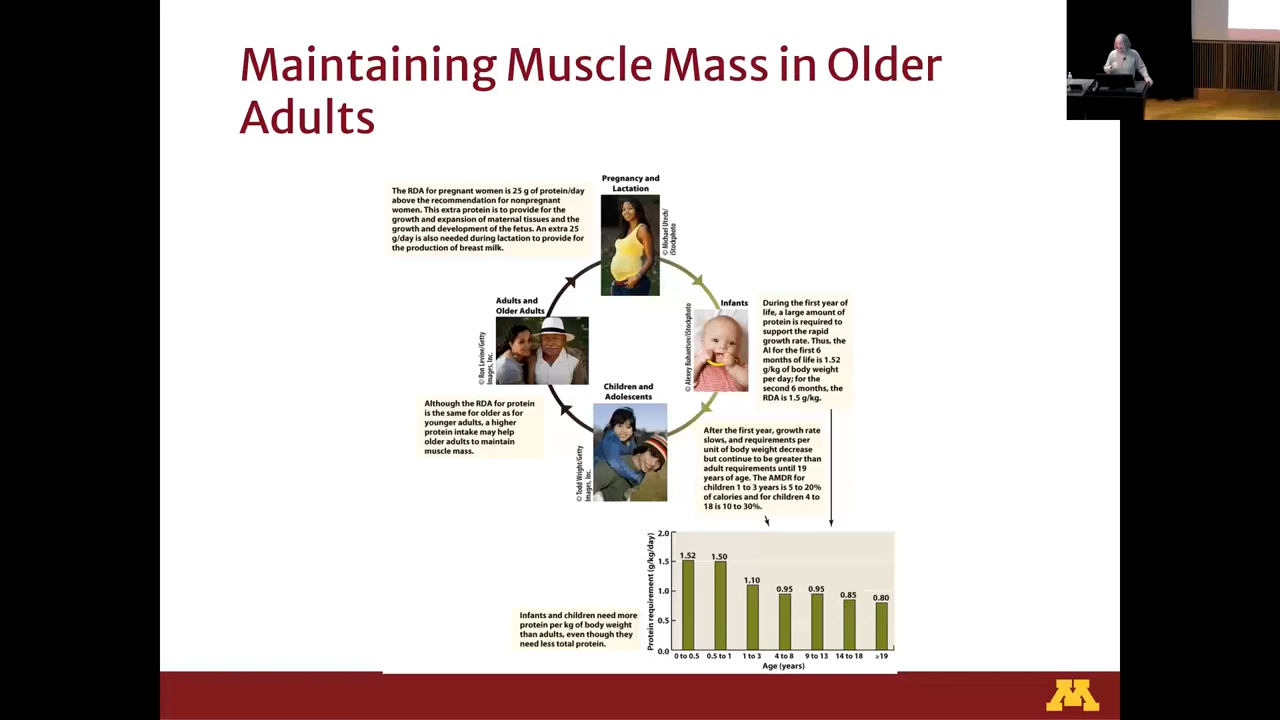 Maintaining Muscle Mass in Older
Adults
Pregnancy and
Lactation
The RDA for pregnant women is 25 g of protein/day
above the recommendation for nonpregnant
women. This extra protein is to provide for the
growth and expansion of maternal tissues and the
growth and development of the fetus. An extra 25
g/day is also needed during lactation to provide for
the production of breast milk.
© Michael Utech/
iStockphoto
Adults and
Older Adults
© Ron Levine/Getty
Images, Inc.
Infants
© Alexey Buhantsov/iStockphoto
During the first year of
life, a large amount of
protein is required to
support the rapid
growth rate. Thus, the
AI for the first 6
months of life is 1.52
g/kg of body weight
per day; for the
second 6 months, the
RDA is 1.5 g/kg.
Children and
Adolescents
© Todd Wright/Getty
Images, Inc.
Although the RDA for protein
is the same for older as for
younger adults, a higher
protein intake may help
older adults to maintain
muscle mass.
After the first year, growth rate
slows, and requirements per
unit of body weight decrease
but continue to be greater than
adult requirements until 19
years of age. The AMDR for
children 1 to 3 years is 5 to 20%
of calories and for children 4 to
18 is 10 to 30%.
Infants and children need more
protein per kg of body weight
than adults, even though they
need less total protein.
Protein requirement (g/kg/day)
2.0
1.5
1.0
0.5
0.0
1.52
1.50
1.10
0.95
0.95
0.85
0.80
0 to 0.5
0.5 to 1
1 to 3
4 to 8
9 to 13
14 to 18
≥19
Age (years)
M